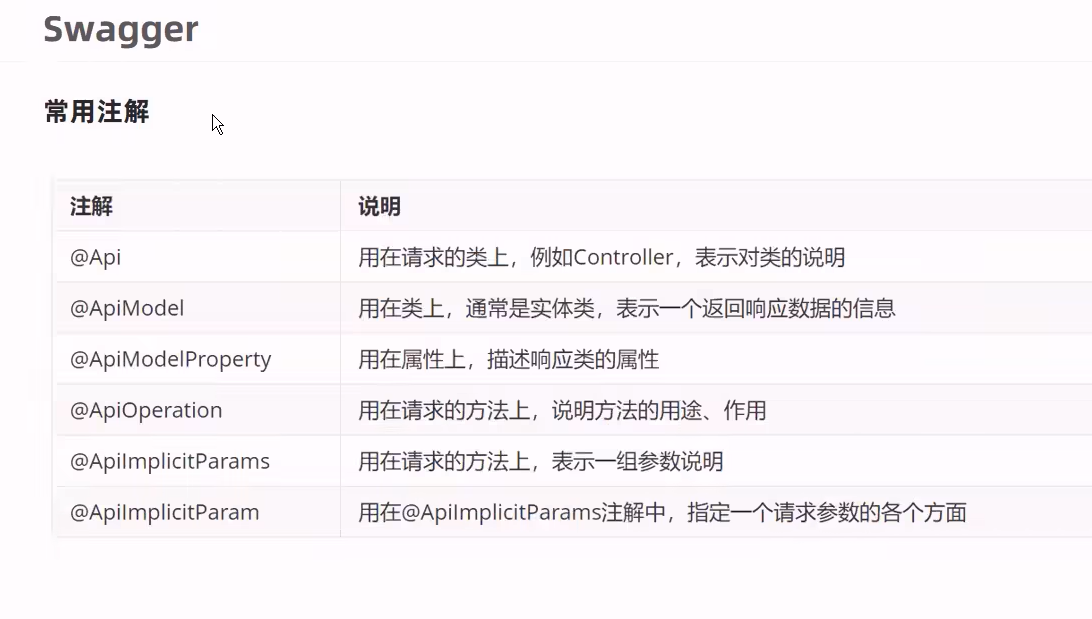 Swagger
常用注解
注解 说明
@Api 用在请求的类上，例如Controller，表示对类的说明
@ApiModel 用在类上，通常是实体类，表示一个返回响应数据的信息
@ApiModelProperty 用在属性上，描述响应类的属性
@ApiOperation 用在请求的方法上，说明方法的用途、作用
@ApiImplicitParams 用在请求的方法上，表示一组参数说明
@ApiImplicitParam 用在@ApiImplicitParams注解中，指定一个请求参数的各个方面